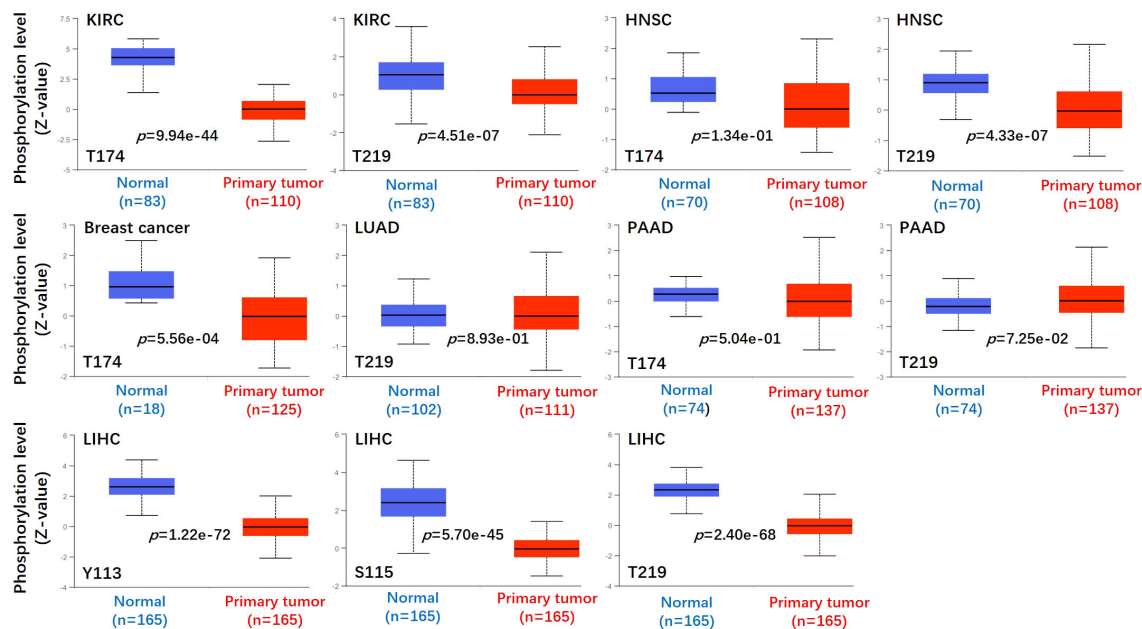 Phosphorylation level
(Z-value)
KIRC
7.5
5
2.5
0
-2.5
-5
p=9.94e-44
T174
Normal
(n=83)
Primary tumor
(n=110)
KIRC
4
2
0
-2
-4
p=4.51e-07
T219
Normal
(n=83)
Primary tumor
(n=110)
HNSC
3
2
1
0
-1
-2
p=1.34e-01
T174
Normal
(n=70)
Primary tumor
(n=108)
HNSC
3
2
1
0
-1
-2
p=4.33e-07
T219
Normal
(n=70)
Primary tumor
(n=108)
Phosphorylation level
(Z-value)
Breast cancer
3
2
1
0
-1
-2
p=5.56e-04
T174
Normal
(n=18)
Primary tumor
(n=125)
LUAD
3
2
1
0
-1
-2
p=8.93e-01
T219
Normal
(n=102)
Primary tumor
(n=111)
PAAD
3
2
1
0
-1
-2
-3
p=5.04e-01
T174
Normal
(n=74)
Primary tumor
(n=137)
PAAD
3
2
1
0
-1
-2
-3
p=7.25e-02
T219
Normal
(n=74)
Primary tumor
(n=137)
Phosphorylation level
(Z-value)
LIHC
6
4
2
0
-2
-4
p=1.22e-72
Y113
Normal
(n=165)
Primary tumor
(n=165)
LIHC
6
4
2
0
-2
p=5.70e-45
S115
Normal
(n=165)
Primary tumor
(n=165)
LIHC
6
4
2
0
-2
-4
p=2.40e-68
T219
Normal
(n=165)
Primary tumor
(n=165)